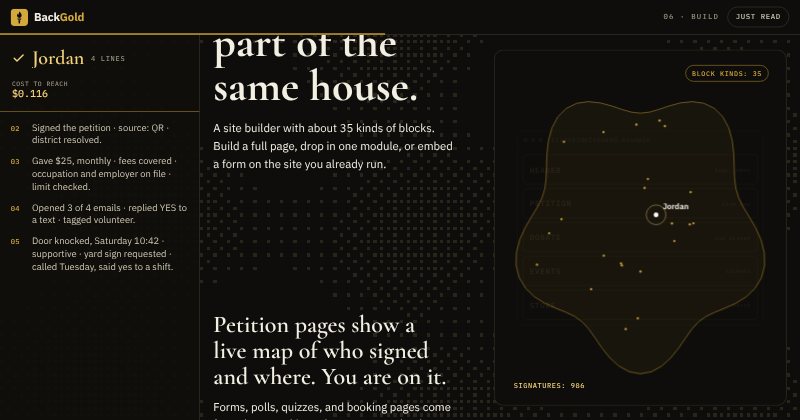 BackGold
06 · BUILD
JUST READ
Jordan 4 LINES
COST TO REACH
$0.116
02 Signed the petition · source: QR ·
district resolved.
03 Gave $25, monthly · fees covered ·
occupation and employer on file ·
limit checked.
04 Opened 3 of 4 emails · replied YES to
a text · tagged volunteer.
05 Door knocked, Saturday 10:42 ·
supportive · yard sign requested ·
called Tuesday, said yes to a shift.
part of the
same house.
A site builder with about 35 kinds of blocks.
Build a full page, drop in one module, or embed
a form on the site you already run.
Petition pages show a
live map of who signed
and where. You are on it.
Forms, polls, quizzes, and booking pages come
BLOCK KINDS: 35
HEADER
PETITION
Jordan
DONATE
EVENTS
SIGNATURES: 986